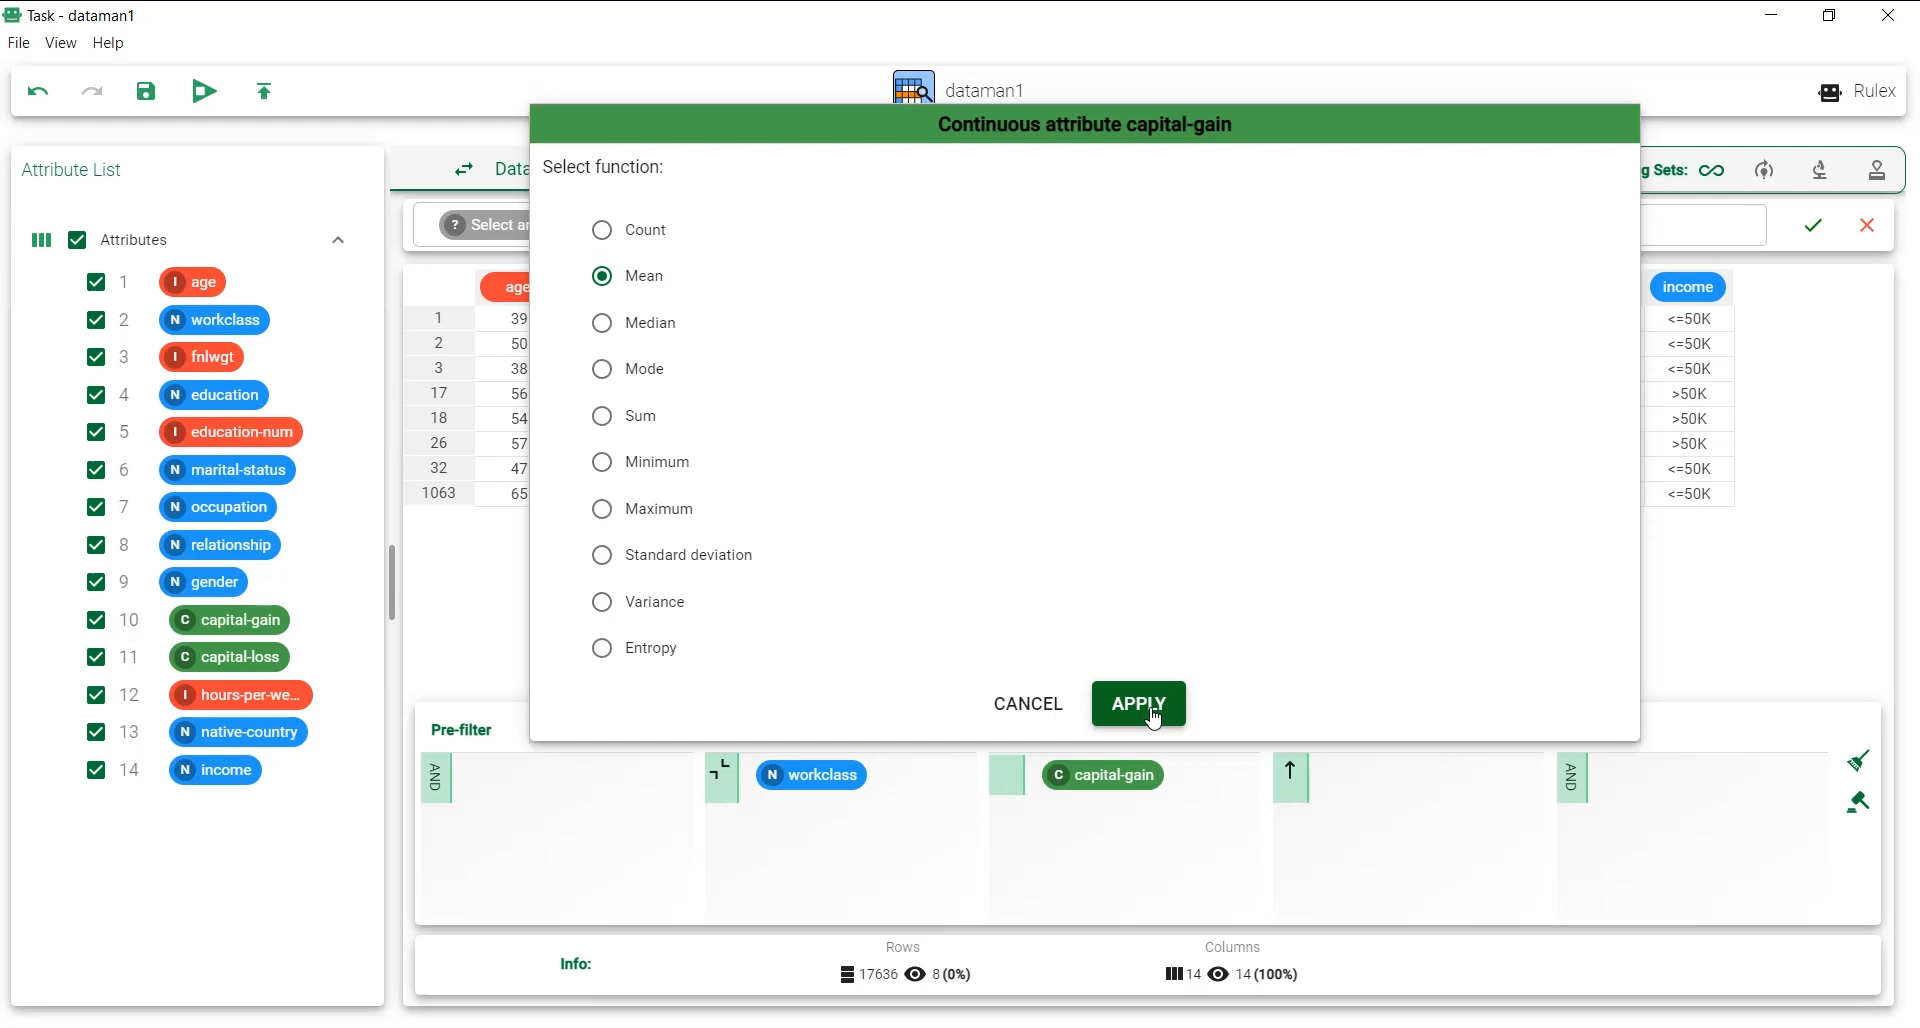 Task - dataman1
File View Help
dataman1
Rulex
Continuous attribute capital-gain
Select function:
Count
Mean
Median
Mode
Sum
Minimum
Maximum
Standard deviation
Variance
Entropy
CANCEL APPLY
Attribute List
Attributes
1 I age
2 N workclass
3 I fnlwgt
4 N education
5 I education-num
6 N marital-status
7 N occupation
8 N relationship
9 N gender
10 C capital-gain
11 C capital-loss
12 I hours-per-we...
13 N native-country
14 N income
Data
g Sets:
? Select an
age income
1 39 <=50K
2 50 <=50K
3 38 <=50K
17 56 >50K
18 54 >50K
26 57 >50K
32 47 <=50K
1063 65 <=50K
Pre-filter
AND N workclass C capital-gain AND
Info:
Rows Columns
17636 8 (0%) 14 14 (100%)